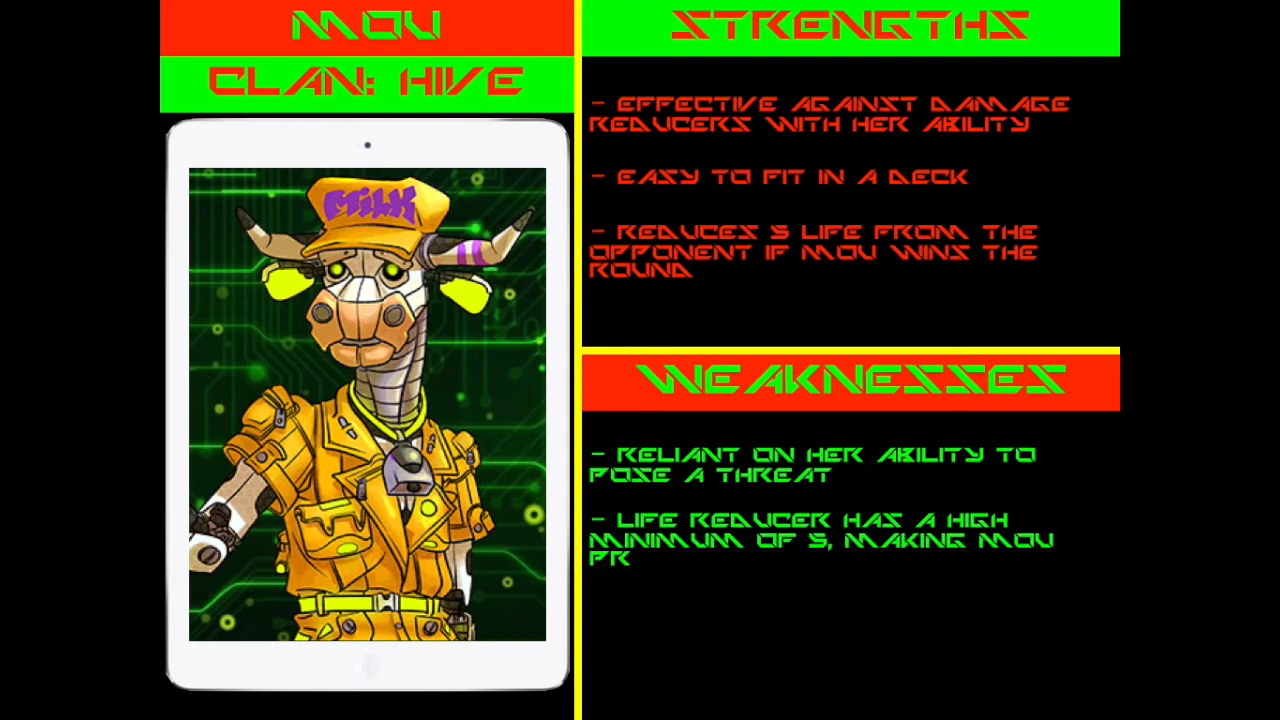 MOU
CLAN: HIVE
MiLK
STRENGTHS
- EFFECTIVE AGAINST DAMAGE
REDUCERS WITH HER ABILITY
- EASY TO FIT IN A DECK
- REDUCES 5 LIFE FROM THE
OPPONENT IF MOU WINS THE
ROUND
WEAKNESSES
- RELIANT ON HER ABILITY TO
POSE A THREAT
- LIFE REDUCER HAS A HIGH
MINIMUM OF 5, MAKING MOU
PR